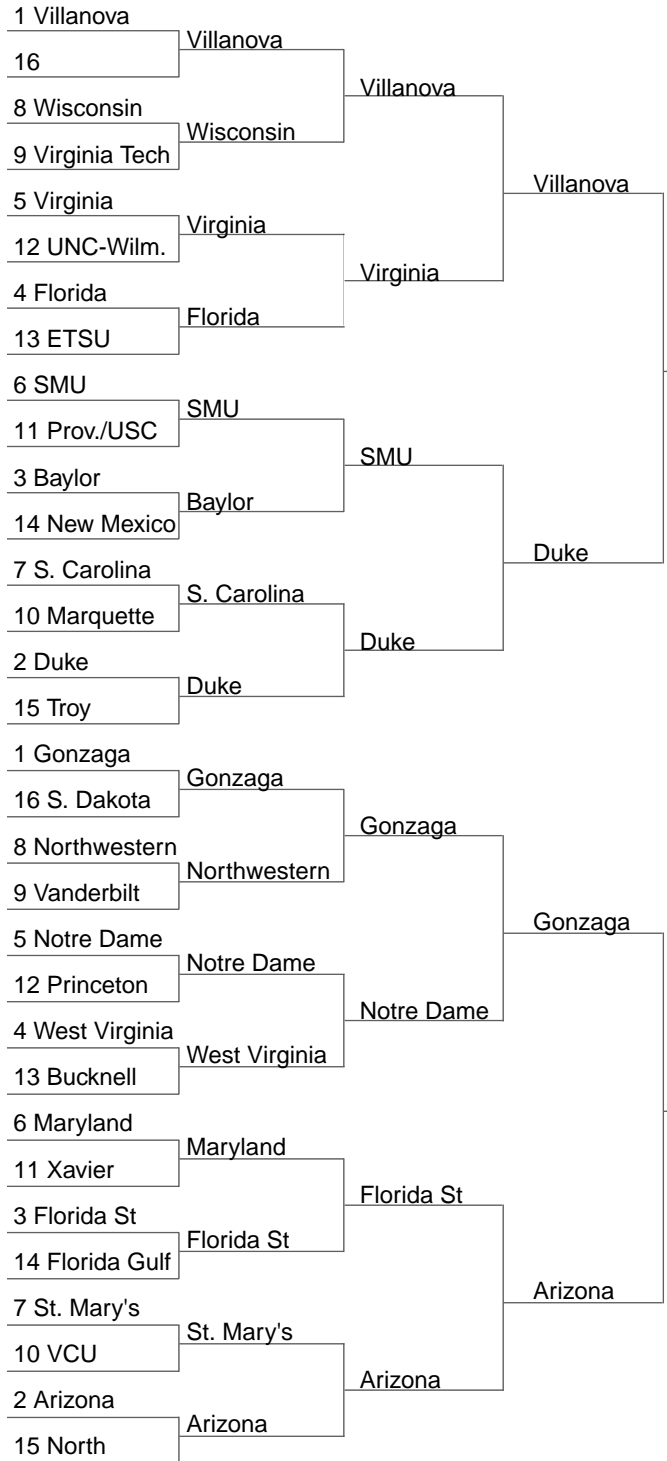 1 Villanova
16
8 Wisconsin
9 Virginia Tech
5 Virginia
12 UNC-Wilm.
4 Florida
13 ETSU
6 SMU
11 Prov./USC
3 Baylor
14 New Mexico
7 S. Carolina
10 Marquette
2 Duke
15 Troy
1 Gonzaga
16 S. Dakota
8 Northwestern
9 Vanderbilt
5 Notre Dame
12 Princeton
4 West Virginia
13 Bucknell
6 Maryland
11 Xavier
3 Florida St
14 Florida Gulf
7 St. Mary's
10 VCU
2 Arizona
15 North
Villanova
Wisconsin
Virginia
Florida
SMU
Baylor
S. Carolina
Duke
Gonzaga
Northwestern
Notre Dame
West Virginia
Maryland
Florida St
St. Mary's
Arizona
Villanova
Virginia
SMU
Duke
Gonzaga
Notre Dame
Florida St
Arizona
Villanova
Duke
Gonzaga
Arizona